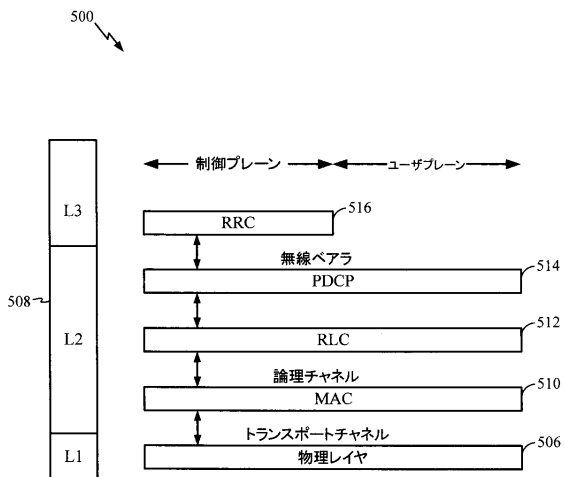 500
制御プレーン
ユーザプレーン
L3
RRC
516
無線ベアラ
514
PDCP
508
512
L2
RLC
論理チャネル
510
MAC
トランスポートチャネル
506
L1
物理レイヤ